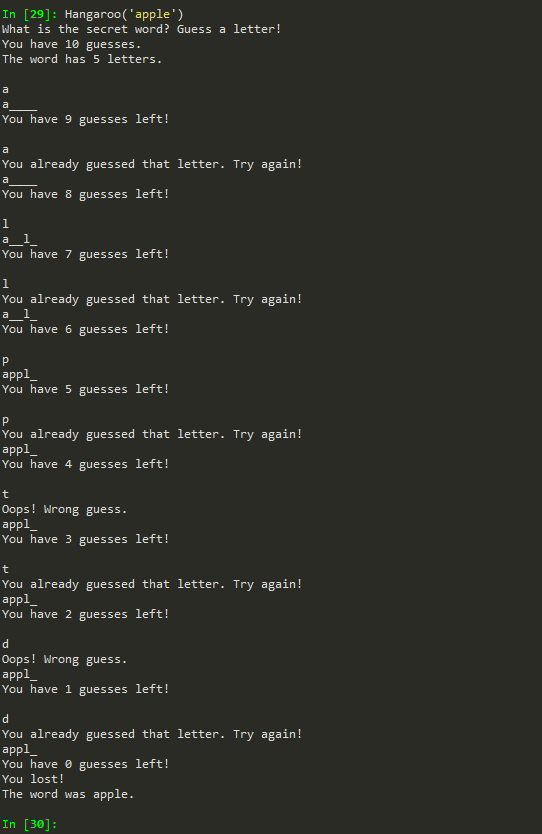 In [29]: Hangaroo('apple')
What is the secret word? Guess a letter!
You have 10 guesses.
The word has 5 letters.
a
a____
You have 9 guesses left!
a
You already guessed that letter. Try again!
a____
You have 8 guesses left!
l
a__l_
You have 7 guesses left!
l
You already guessed that letter. Try again!
a__l_
You have 6 guesses left!
p
appl_
You have 5 guesses left!
p
You already guessed that letter. Try again!
appl_
You have 4 guesses left!
t
Oops! Wrong guess.
appl_
You have 3 guesses left!
t
You already guessed that letter. Try again!
appl_
You have 2 guesses left!
d
Oops! Wrong guess.
appl_
You have 1 guesses left!
d
You already guessed that letter. Try again!
appl_
You have 0 guesses left!
You lost!
The word was apple.
In [30]: